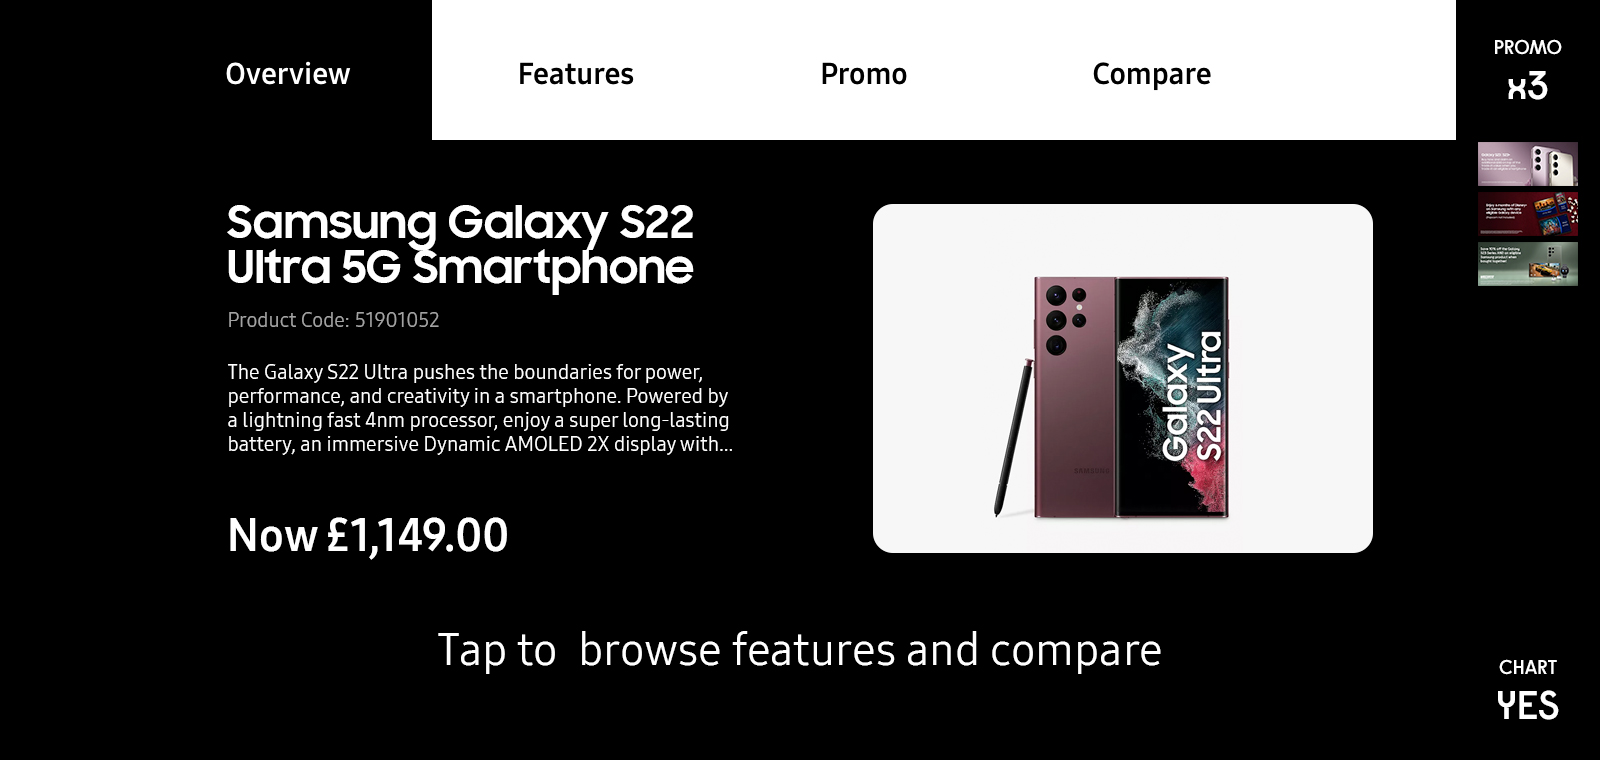 Overview
Features
Promo
Compare
PROMO
x3
Samsung Galaxy S22
Ultra 5G Smartphone
Product Code: 51901052
The Galaxy S22 Ultra pushes the boundaries for power,
performance, and creativity in a smartphone. Powered by
a lightning fast 4nm processor, enjoy a super long-lasting
battery, an immersive Dynamic AMOLED 2X display with...
Now £1,149.00
SAMSUNG
Galaxy
S22 Ultra
Tap to  browse features and compare
CHART
YES